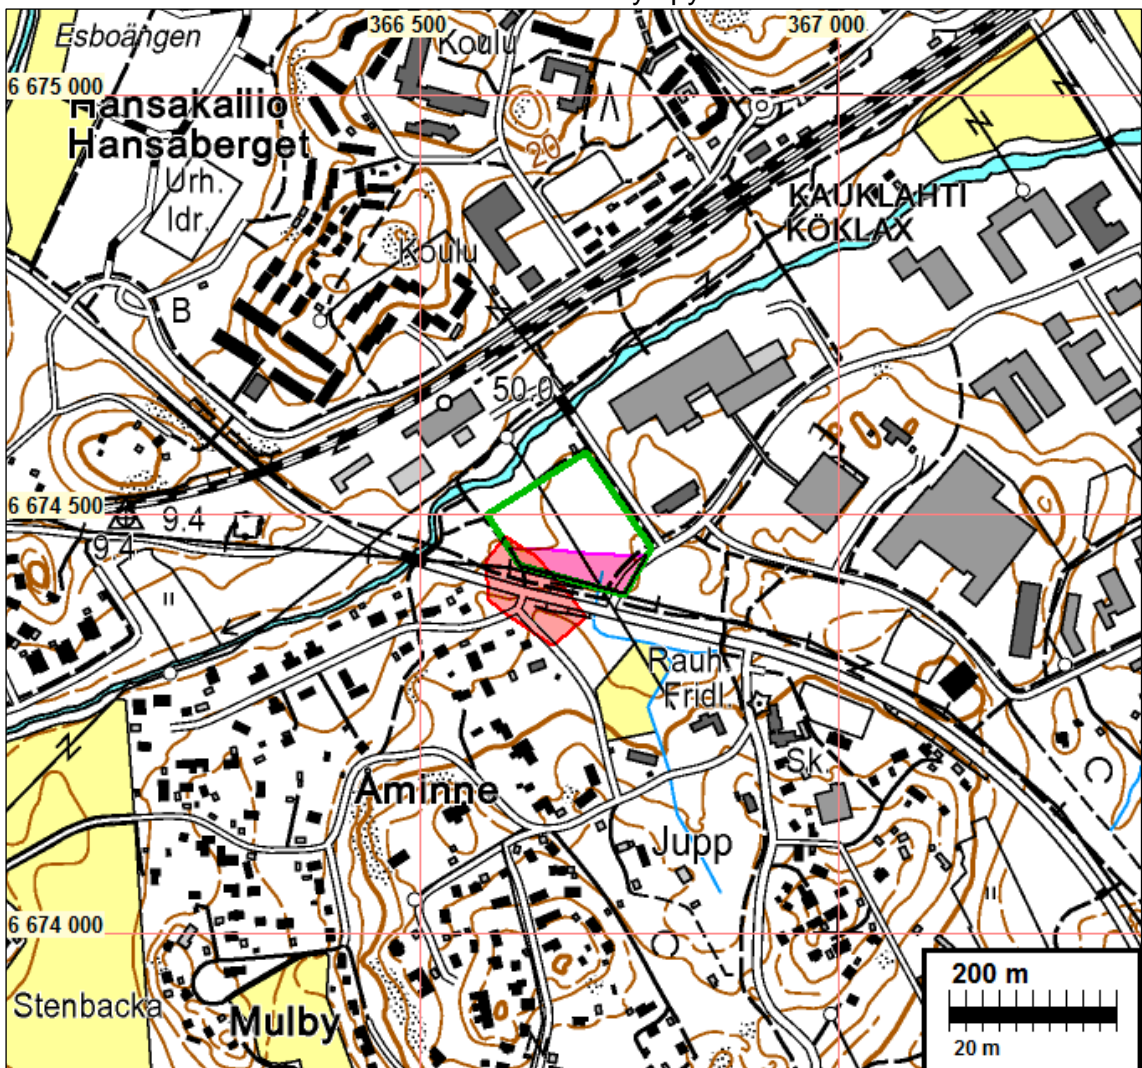 366 500
367 000
Esboängen
Koulu
6 675 000
Hansakallio
Hansaberget
20
Urh.
Idr.
KAUKLAHTI
KÖKLAX
Koulu
B
50.0
6 674 500
9.4
9.4
II
Rauh.
Fridl.
Sk.
Åminne
Jupp
II
6 674 000
Stenbacka
Mulby
200 m
20 m